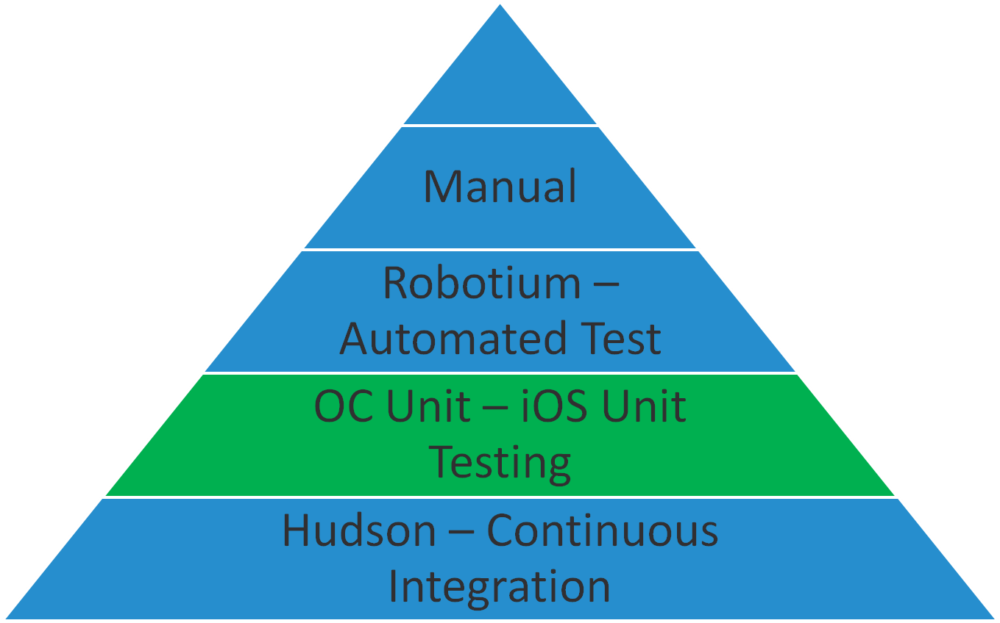 Manual
Robotium –
Automated Test
OC Unit – iOS Unit
Testing
Hudson – Continuous
Integration